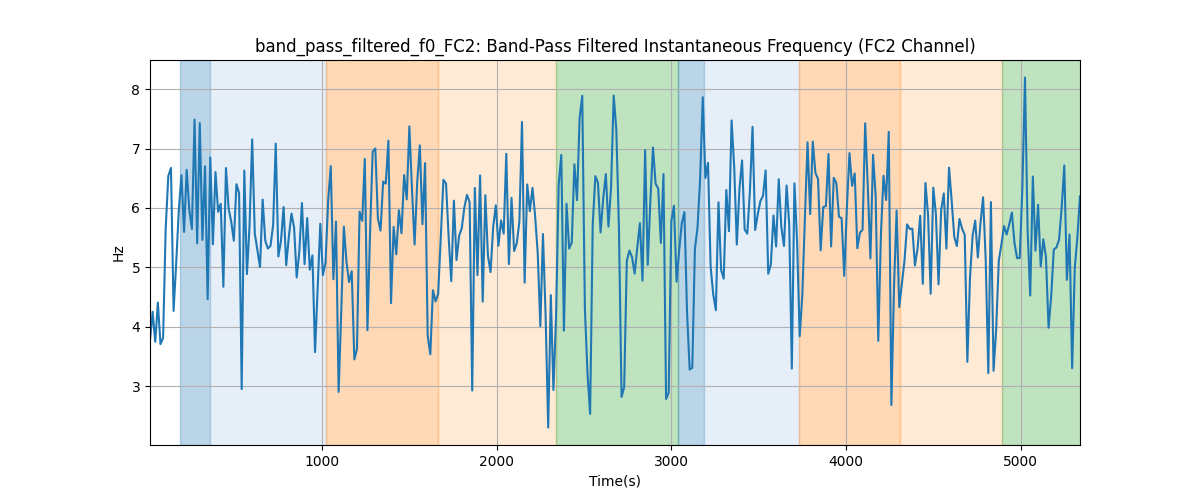 band_pass_filtered_f0_FC2: Band-Pass Filtered Instantaneous Frequency (FC2 Channel)
8
7
6
5
4
3
Hz
1000 2000 3000 4000 5000
Time(s)